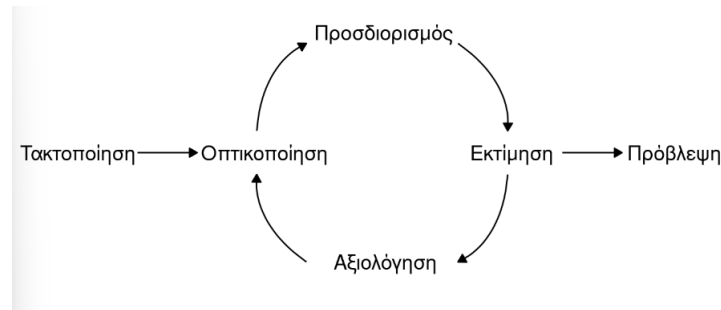 Προσδιορισμός
Τακτοποίηση
Οπτικοποίηση
Εκτίμηση
Πρόβλεψη
Αξιολόγηση